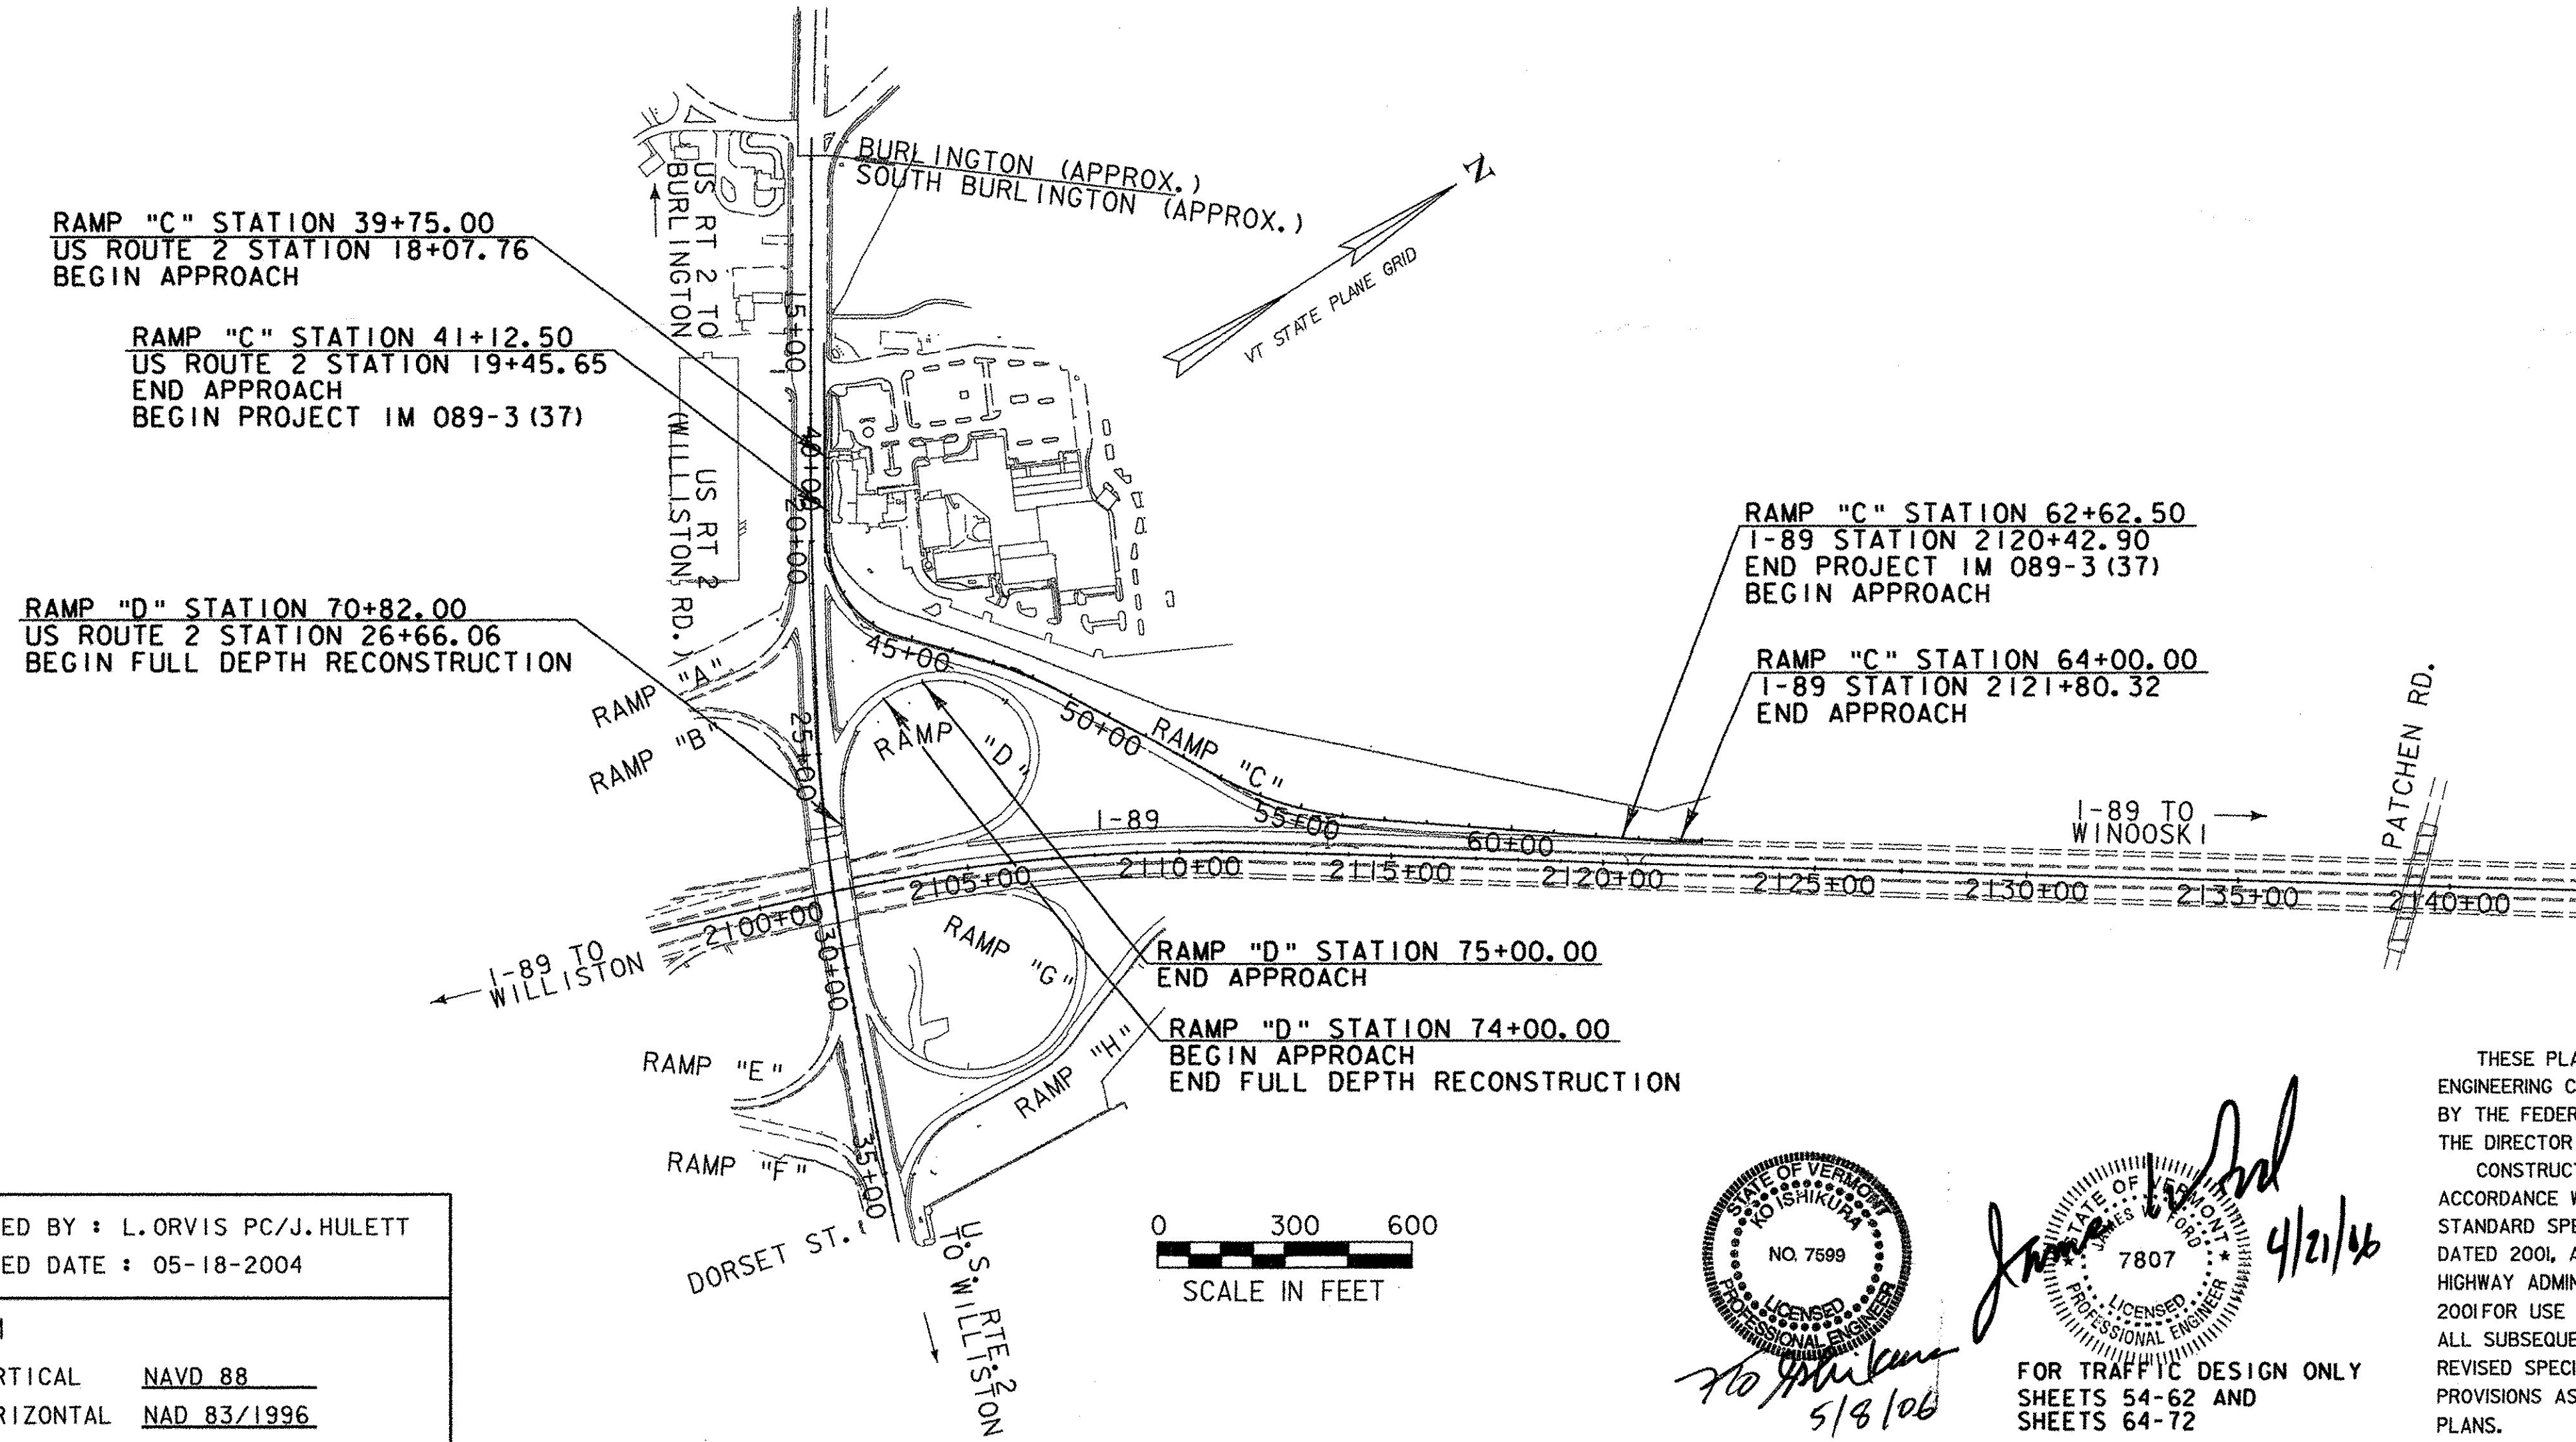 BURLINGTON (APPROX.)
SOUTH BURLINGTON (APPROX.)
N
VT STATE PLANE GRID
US RT 2 TO
BURLINGTON
RAMP "C" STATION 39+75.00
US ROUTE 2 STATION 18+07.76
BEGIN APPROACH
RAMP "C" STATION 41+12.50
US ROUTE 2 STATION 19+45.65
END APPROACH
BEGIN PROJECT IM 089-3(37)
15+00
40+00
20+00
US RT 2
(WILLISTON RD.)
RAMP "D" STATION 70+82.00
US ROUTE 2 STATION 26+66.06
BEGIN FULL DEPTH RECONSTRUCTION
RAMP "A"
RAMP "B"
25+00
45+00
50+00
RAMP "C"
RAMP "D"
55+00
60+00
RAMP "C" STATION 62+62.50
I-89 STATION 2120+42.90
END PROJECT IM 089-3(37)
BEGIN APPROACH
RAMP "C" STATION 64+00.00
I-89 STATION 2121+80.32
END APPROACH
I-89
I-89 TO
WINOOSKI
PATCHEN RD.
2100+00
2105+00
2110+00
2115+00
2120+00
2125+00
2130+00
2135+00
2140+00
I-89 TO
WILLISTON
30+00
RAMP "G"
RAMP "D" STATION 75+00.00
END APPROACH
RAMP "D" STATION 74+00.00
BEGIN APPROACH
END FULL DEPTH RECONSTRUCTION
RAMP "E"
RAMP "H"
RAMP "F"
35+00
DORSET ST.
U.S. RTE. 2
TO WILLISTON
0 300 600
SCALE IN FEET
ED BY : L.ORVIS PC/J.HULETT
ED DATE : 05-18-2004
RTICAL NAVD 88
RIZONTAL NAD 83/1996
STATE OF VERMONT
KO ISHIKURA
NO. 7599
LICENSED
PROFESSIONAL ENGINEER
Ko Ishikura
5/8/06
STATE OF VERMONT
JAMES W. FORD
7807
LICENSED
PROFESSIONAL ENGINEER
James W Ford
4/21/06
FOR TRAFFIC DESIGN ONLY
SHEETS 54-62 AND
SHEETS 64-72
THESE PLA
ENGINEERING C
BY THE FEDER
THE DIRECTOR
CONSTRUCT
ACCORDANCE W
STANDARD SPE
DATED 2001, A
HIGHWAY ADMIN
2001 FOR USE
ALL SUBSEQUE
REVISED SPECI
PROVISIONS AS
PLANS.